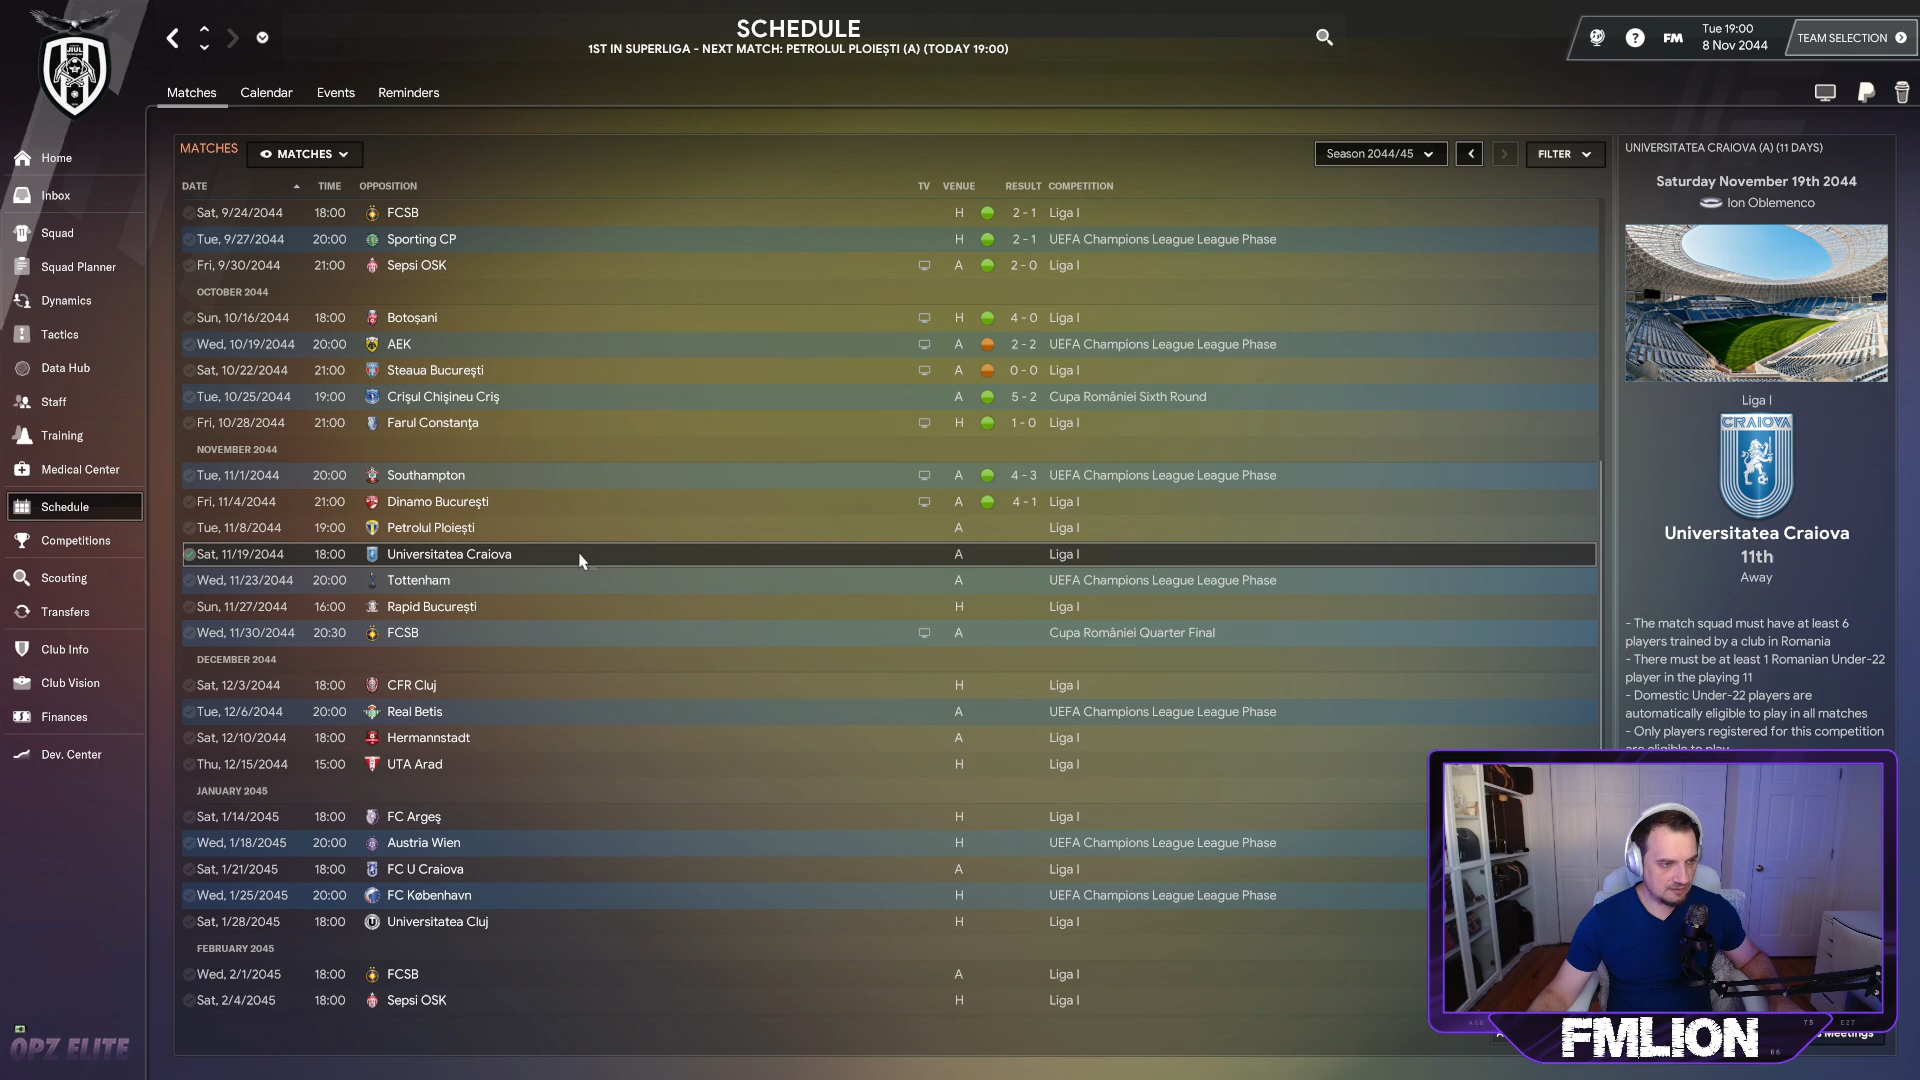 SCHEDULE
1ST IN SUPERLIGA - NEXT MATCH: PETROLUL PLOIEȘTI (A) (TODAY 19:00)
FM
Tue 19:00
8 Nov 2044
TEAM SELECTION
Matches Calendar Events Reminders
Home
Inbox
Squad
Squad Planner
Dynamics
Tactics
Data Hub
Staff
Training
Medical Center
Schedule
Competitions
Scouting
Transfers
Club Info
Club Vision
Finances
Dev. Center
OPZ ELITE
MATCHES MATCHES Season 2044/45 FILTER
DATE TIME OPPOSITION TV VENUE RESULT COMPETITION
Sat, 9/24/2044 18:00 FCSB H 2 - 1 Liga I
Tue, 9/27/2044 20:00 Sporting CP H 2 - 1 UEFA Champions League League Phase
Fri, 9/30/2044 21:00 Sepsi OSK A 2 - 0 Liga I
OCTOBER 2044
Sun, 10/16/2044 18:00 Botoșani H 4 - 0 Liga I
Wed, 10/19/2044 20:00 AEK A 2 - 2 UEFA Champions League League Phase
Sat, 10/22/2044 21:00 Steaua București A 0 - 0 Liga I
Tue, 10/25/2044 19:00 Crişul Chişineu Criş A 5 - 2 Cupa României Sixth Round
Fri, 10/28/2044 21:00 Farul Constanţa H 1 - 0 Liga I
NOVEMBER 2044
Tue, 11/1/2044 20:00 Southampton A 4 - 3 UEFA Champions League League Phase
Fri, 11/4/2044 21:00 Dinamo Bucureşti A 4 - 1 Liga I
Tue, 11/8/2044 19:00 Petrolul Ploiești A Liga I
Sat, 11/19/2044 18:00 Universitatea Craiova A Liga I
Wed, 11/23/2044 20:00 Tottenham A UEFA Champions League League Phase
Sun, 11/27/2044 16:00 Rapid București H Liga I
Wed, 11/30/2044 20:30 FCSB A Cupa României Quarter Final
DECEMBER 2044
Sat, 12/3/2044 18:00 CFR Cluj H Liga I
Tue, 12/6/2044 20:00 Real Betis A UEFA Champions League League Phase
Sat, 12/10/2044 18:00 Hermannstadt A Liga I
Thu, 12/15/2044 15:00 UTA Arad H Liga I
JANUARY 2045
Sat, 1/14/2045 18:00 FC Argeş H Liga I
Wed, 1/18/2045 20:00 Austria Wien H UEFA Champions League League Phase
Sat, 1/21/2045 18:00 FC U Craiova A Liga I
Wed, 1/25/2045 20:00 FC København H UEFA Champions League League Phase
Sat, 1/28/2045 18:00 Universitatea Cluj H Liga I
FEBRUARY 2045
Wed, 2/1/2045 18:00 FCSB A Liga I
Sat, 2/4/2045 18:00 Sepsi OSK H Liga I
UNIVERSITATEA CRAIOVA (A) (11 DAYS)
Saturday November 19th 2044
Ion Oblemenco
Liga I
CRAIOVA
Universitatea Craiova
11th
Away
- The match squad must have at least 6
players trained by a club in Romania
- There must be at least 1 Romanian Under-22
player in the playing 11
- Domestic Under-22 players are
automatically eligible to play in all matches
- Only players registered for this competition
are eligible to play
Meetings
FMLION